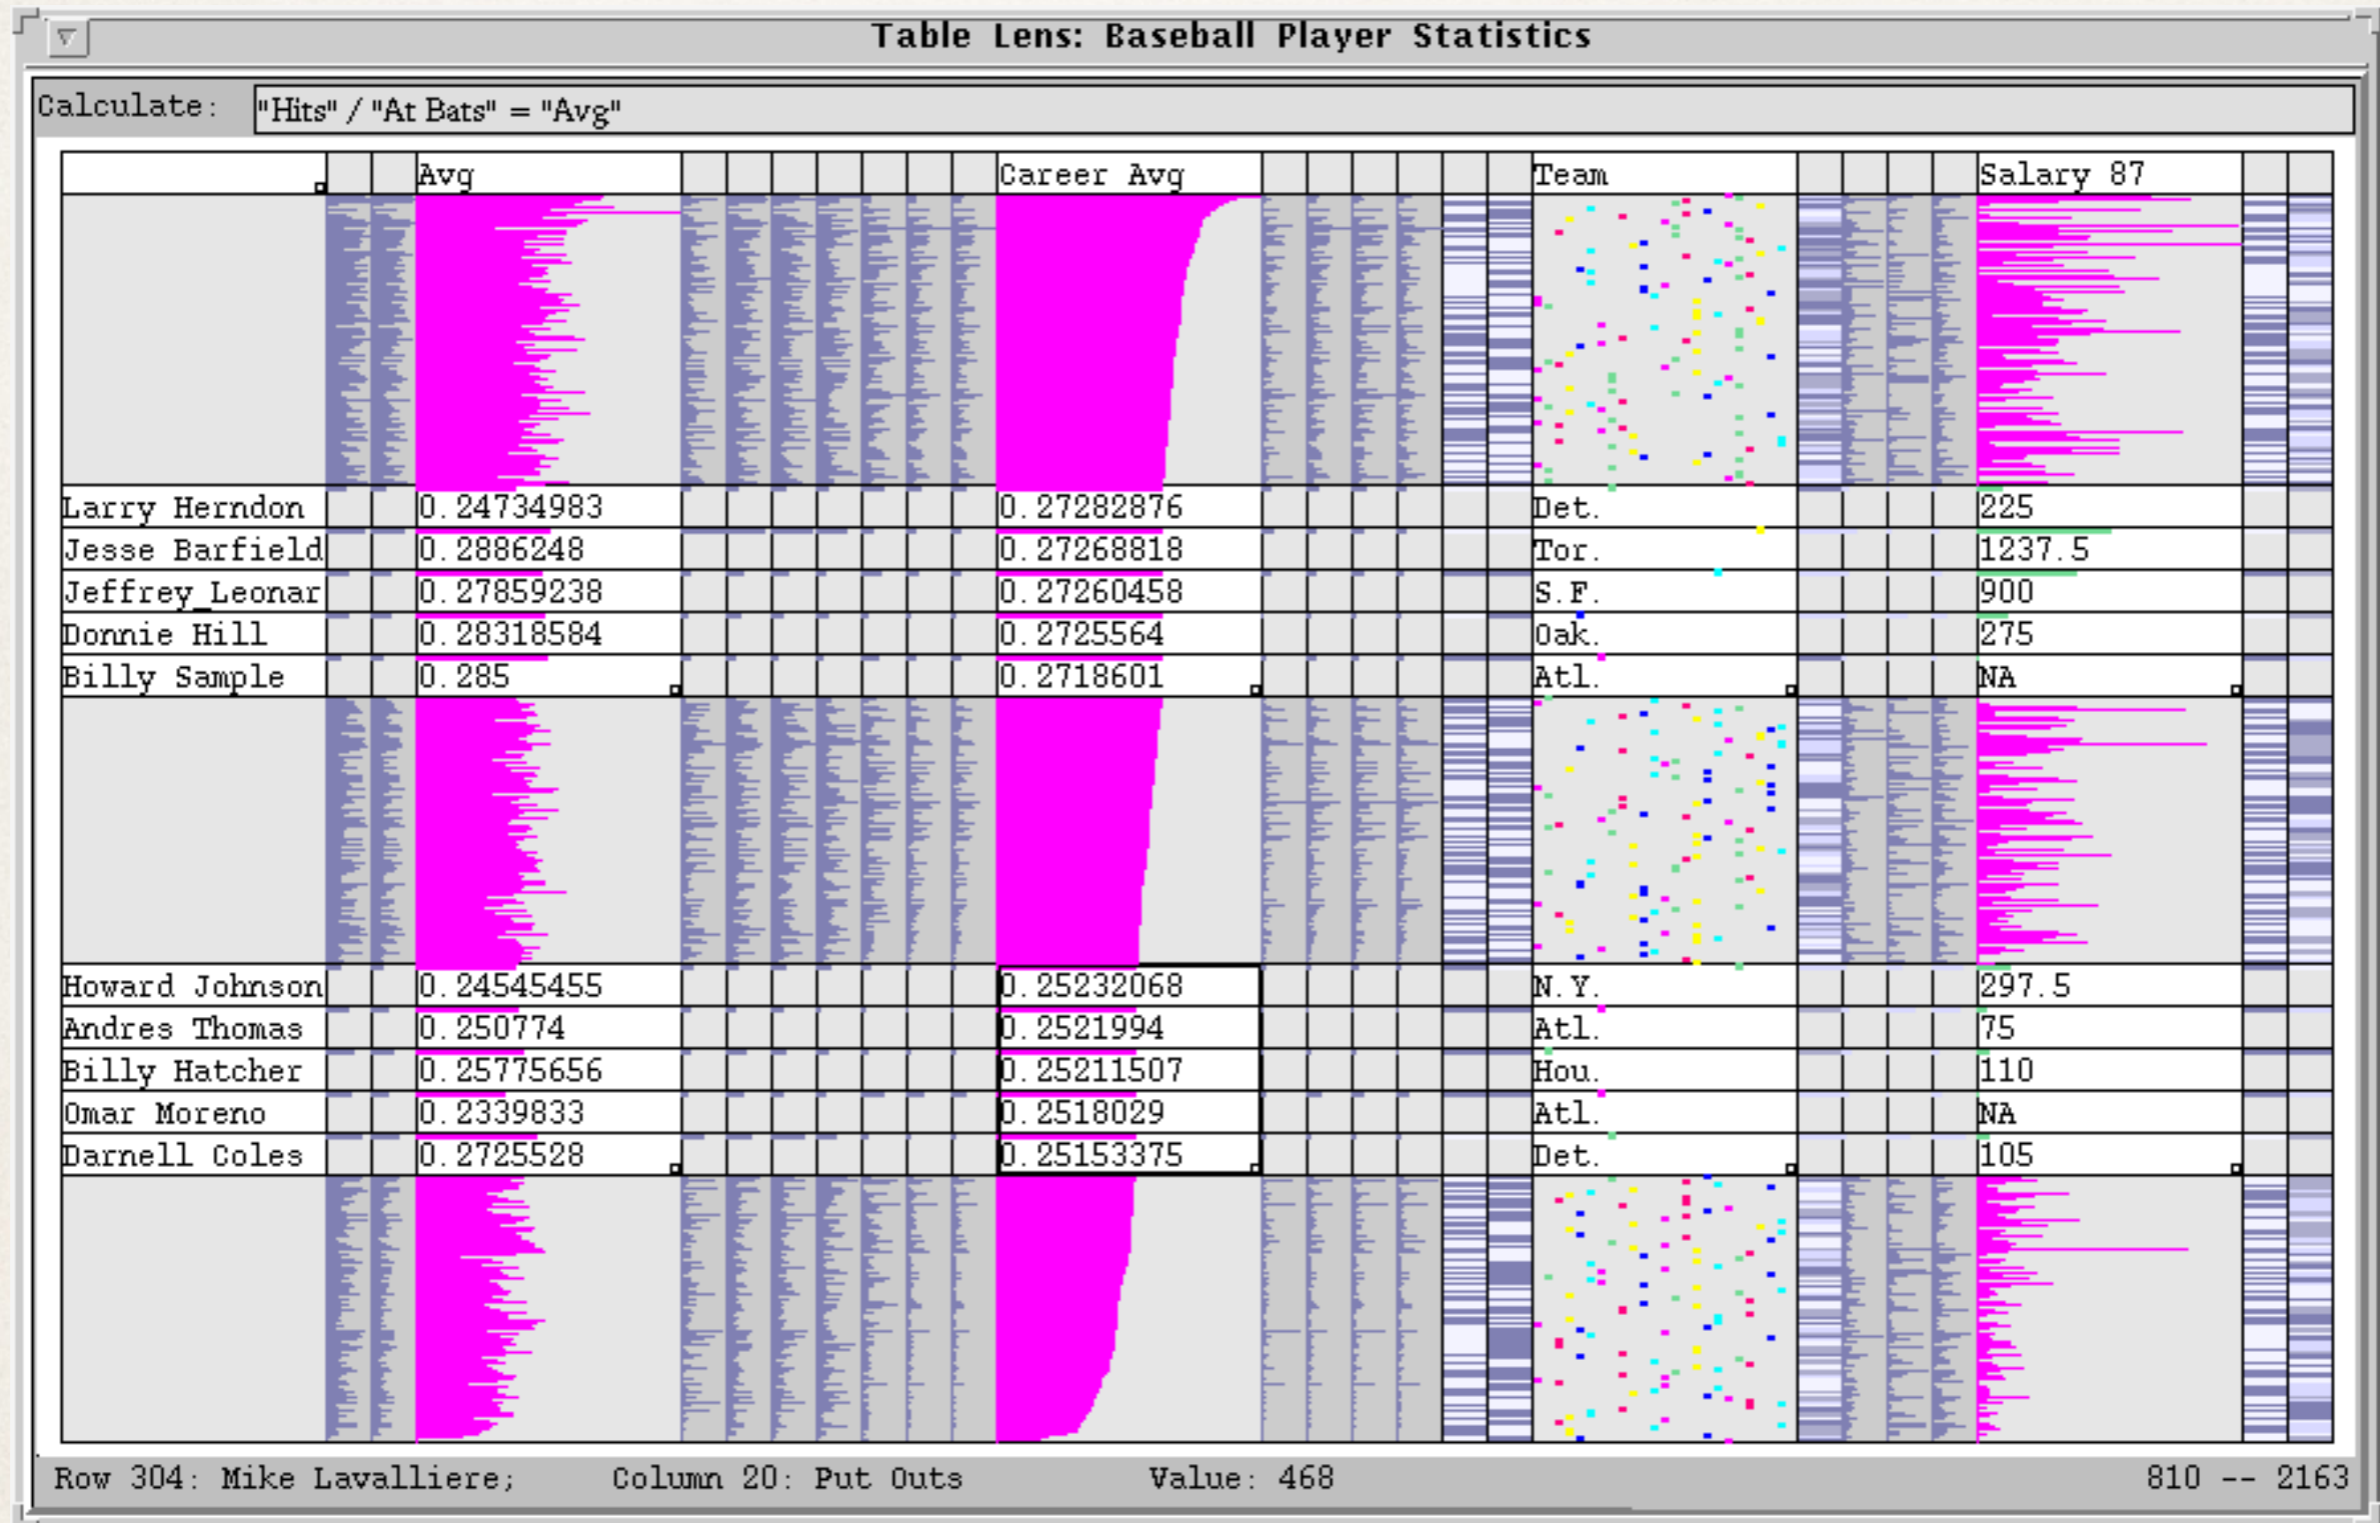 Table Lens: Baseball Player Statistics
Calculate: "Hits" / "At Bats" = "Avg"
Avg Career Avg Team Salary 87
Larry Herndon 0.24734983 0.27282876 Det. 225
Jesse Barfield 0.2886248 0.27268818 Tor. 1237.5
Jeffrey_Leonar 0.27859238 0.27260458 S.F. 900
Donnie Hill 0.28318584 0.2725564 Oak. 275
Billy Sample 0.285 0.2718601 Atl. NA
Howard Johnson 0.24545455 0.25232068 N.Y. 297.5
Andres Thomas 0.250774 0.2521994 Atl. 75
Billy Hatcher 0.25775656 0.25211507 Hou. 110
Omar Moreno 0.2339833 0.2518029 Atl. NA
Darnell Coles 0.2725528 0.25153375 Det. 105
Row 304: Mike Lavalliere; Column 20: Put Outs Value: 468 810 -- 2163